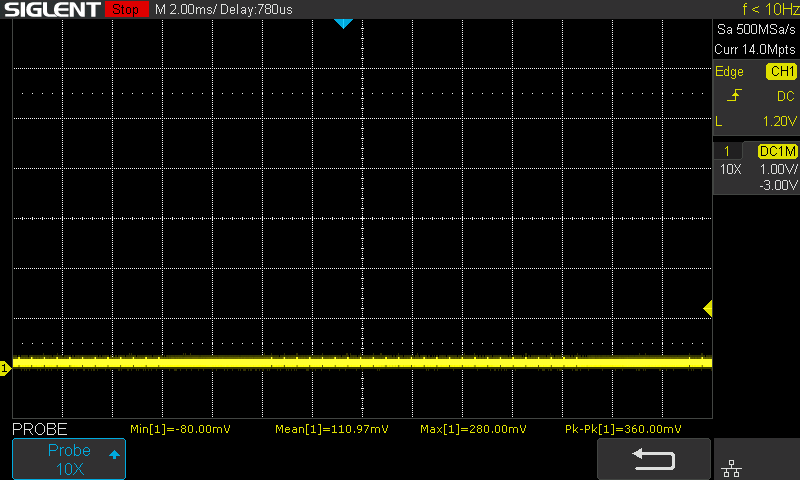 SIGLENT Stop M 2.00ms/ Delay:780us f < 10Hz
Sa 500MSa/s
Curr 14.0Mpts
Edge CH1
DC
L 1.20V
1 DC1M
10X 1.00V/
-3.00V
1
PROBE Min[1]=-80.00mV Mean[1]=110.97mV Max[1]=280.00mV Pk-Pk[1]=360.00mV
Probe
10X